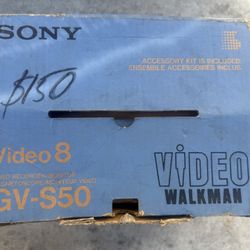 SONY
ACCESSORY KIT IS INCLUDED.
ENSEMBLE ACCESSOIRES INCLUS.
$150
Video 8
GV-S50
VIDEO
WALKMAN